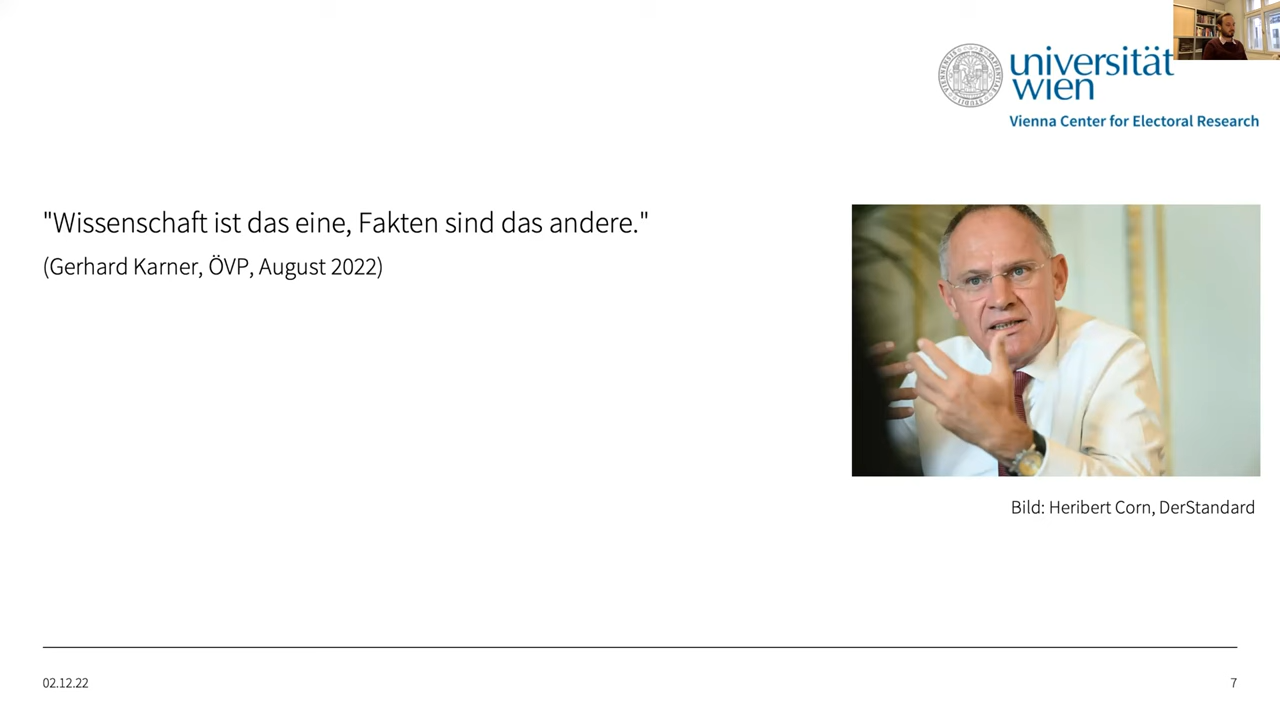 universität
wien
Vienna Center for Electoral Research
"Wissenschaft ist das eine, Fakten sind das andere."
(Gerhard Karner, ÖVP, August 2022)
Bild: Heribert Corn, DerStandard
02.12.22
7